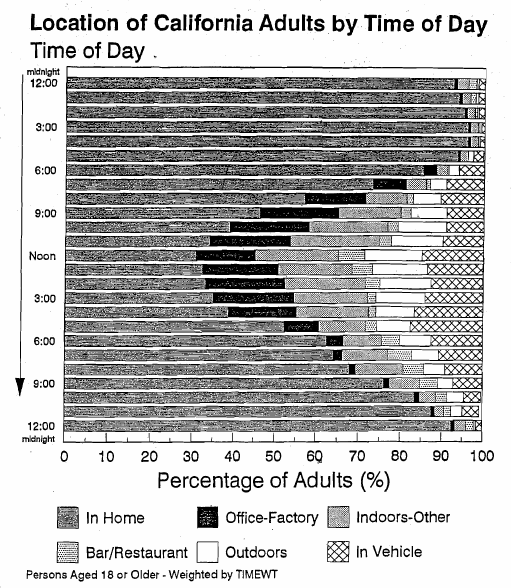 Location of California Adults by Time of Day
Time of Day
midnight
12:00
3:00
6:00
9:00
Noon
3:00
6:00
9:00
12:00
midnight
0 10 20 30 40 50 60 70 80 90 100
Percentage of Adults (%)
In Home Office-Factory Indoors-Other
Bar/Restaurant Outdoors In Vehicle
Persons Aged 18 or Older - Weighted by TIMEWT